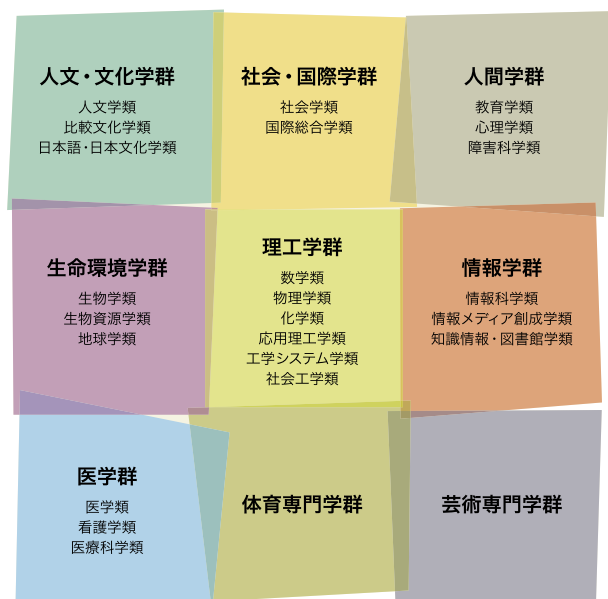 人文・文化学群
人文学類
比較文化学類
日本語・日本文化学類
社会・国際学群
社会学類
国際総合学類
人間学群
教育学類
心理学類
障害科学類
生命環境学群
生物学類
生物資源学類
地球学類
理工学群
数学類
物理学類
化学類
応用理工学類
工学システム学類
社会工学類
情報学群
情報科学類
情報メディア創成学類
知識情報・図書館学類
医学群
医学類
看護学類
医療科学類
体育専門学群
芸術専門学群